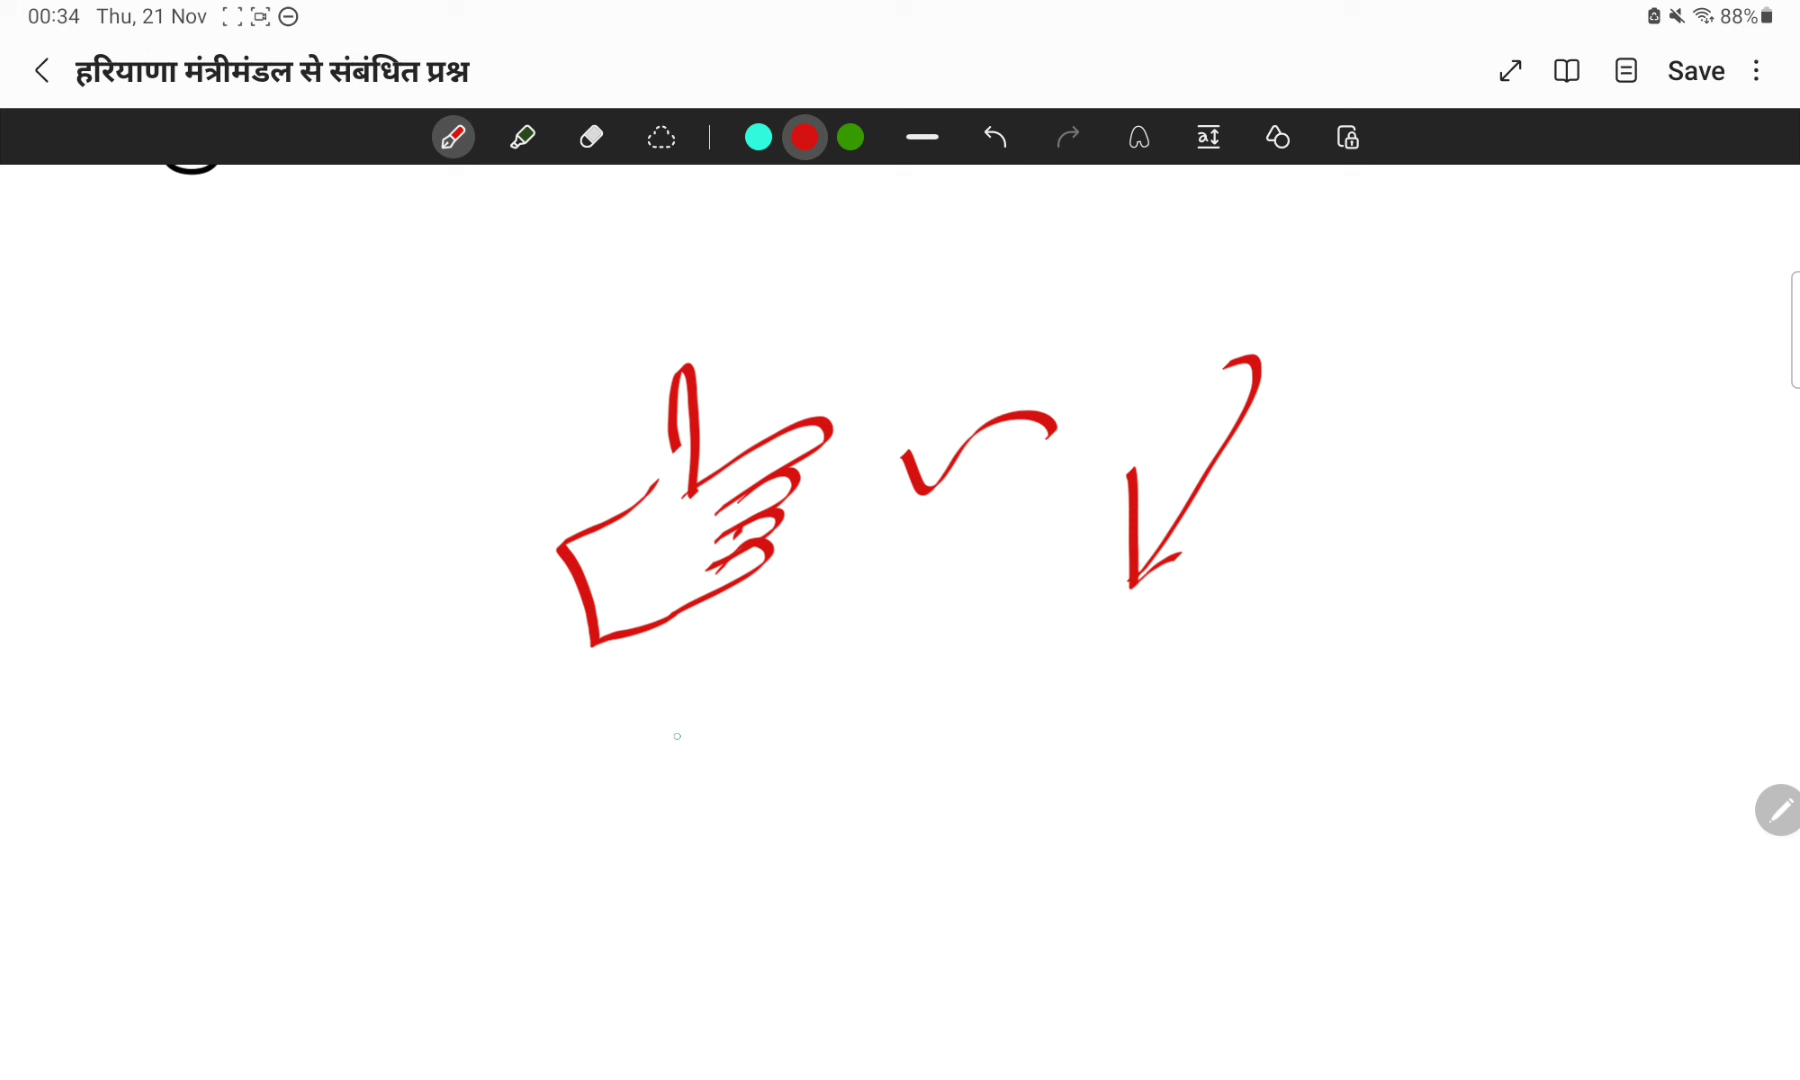 00:34 Thu, 21 Nov 88%
हरियाणा मंत्रीमंडल से संबंधित प्रश्न Save